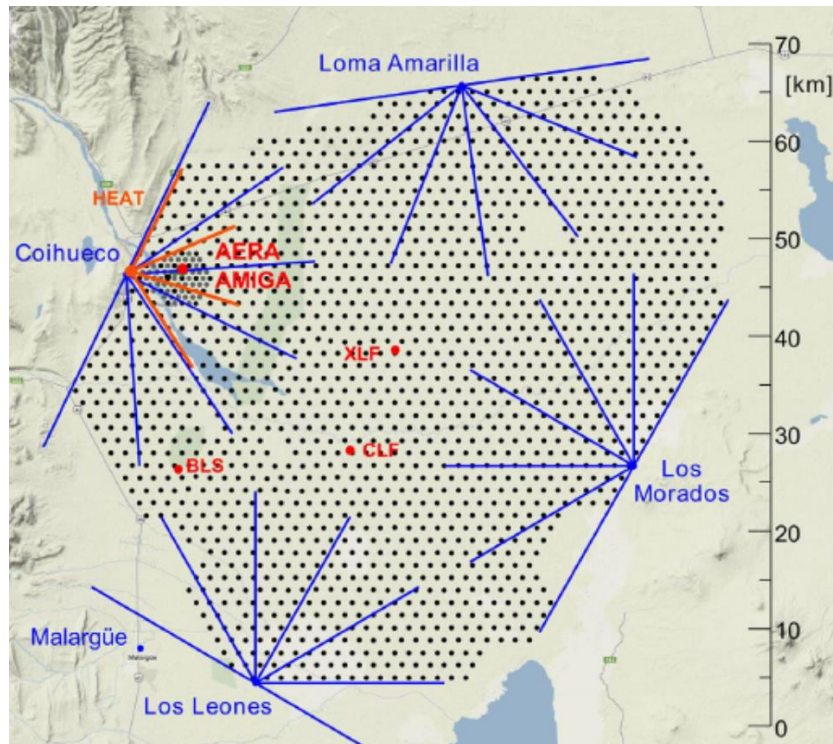 70
Loma Amarilla
[km]
60
HEAT
50
Coihueco
AERA
AMIGA
40
XLF
30
CLF
BLS
Los
Morados
20
10
Malargüe
Malargüe
Los Leones
0